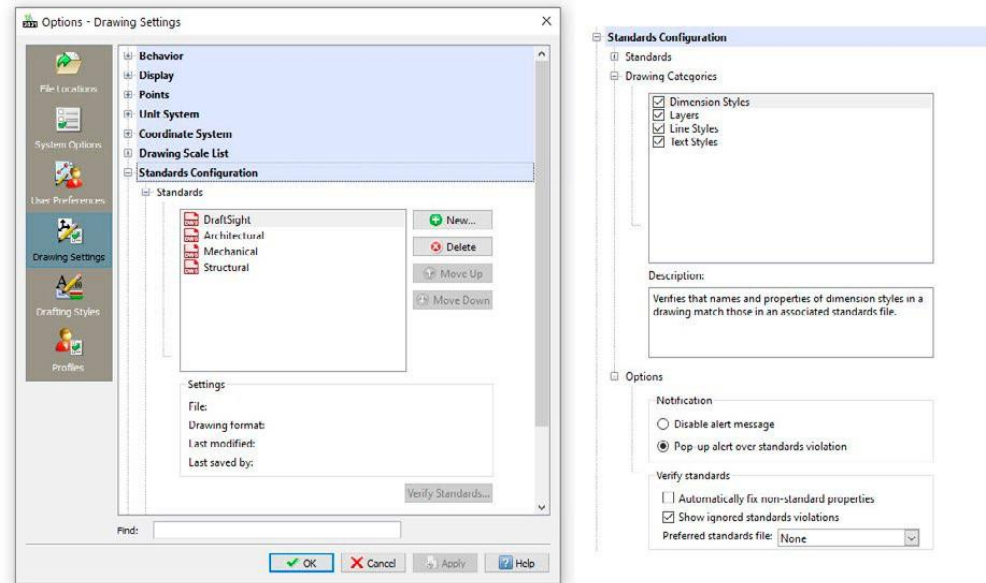 Options - Drawing Settings
File Locations
System Options
User Preferences
Drawing Settings
Drafting Styles
Profiles
Behavior
Display
Points
Unit System
Coordinate System
Drawing Scale List
Standards Configuration
Standards
DraftSight
Architectural
Mechanical
Structural
New...
Delete
Move Up
Move Down
Settings
File:
Drawing format:
Last modified:
Last saved by:
Verify Standards...
Find:
OK
Cancel
Apply
Help
Standards Configuration
Standards
Drawing Categories
Dimension Styles
Layers
Line Styles
Text Styles
Description:
Verifies that names and properties of dimension styles in a
drawing match those in an associated standards file.
Options
Notification
Disable alert message
Pop-up alert over standards violation
Verify standards
Automatically fix non-standard properties
Show ignored standards violations
Preferred standards file: None